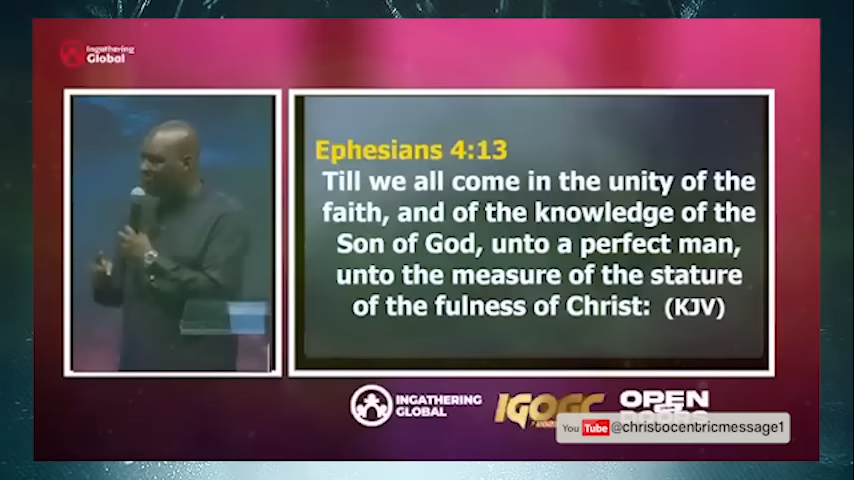 Ingathering
Global
Ephesians 4:13
Till we all come in the unity of the
faith, and of the knowledge of the
Son of God, unto a perfect man,
unto the measure of the stature
of the fulness of Christ: (KJV)
INGATHERING
GLOBAL
IGOGC
OPEN
DOORS
You Tube @christocentricmessage1